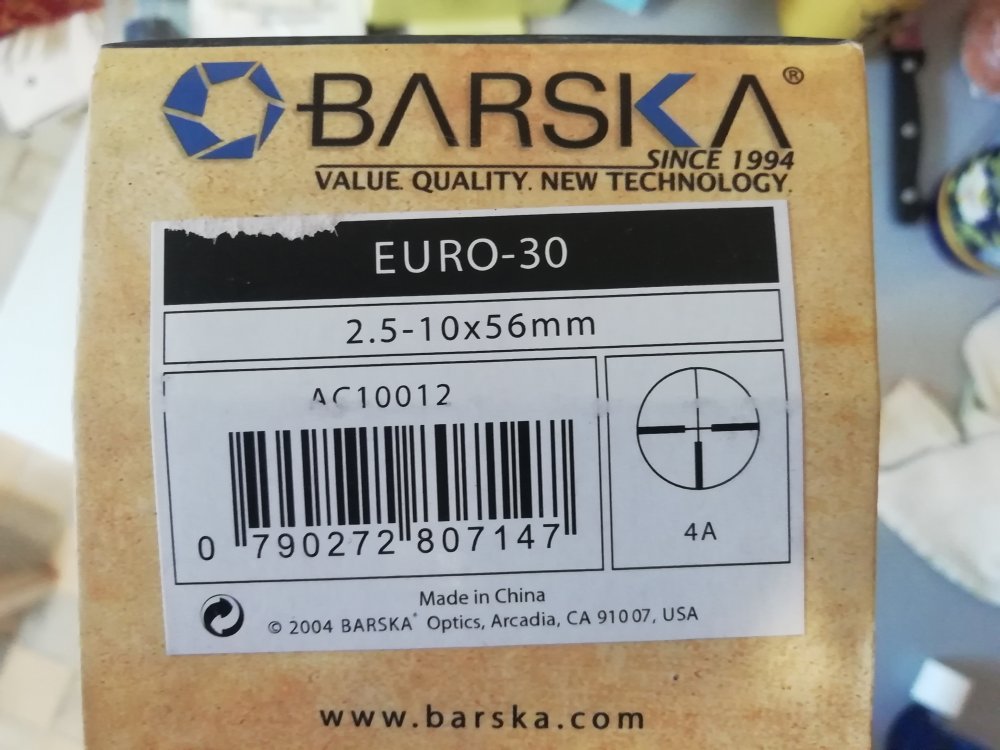 BARSKA®
SINCE 1994
VALUE. QUALITY. NEW TECHNOLOGY.
EURO-30
2.5-10x56mm
AC10012
0 790272 807147
4A
Made in China
© 2004 BARSKA® Optics, Arcadia, CA 91007, USA
www.barska.com